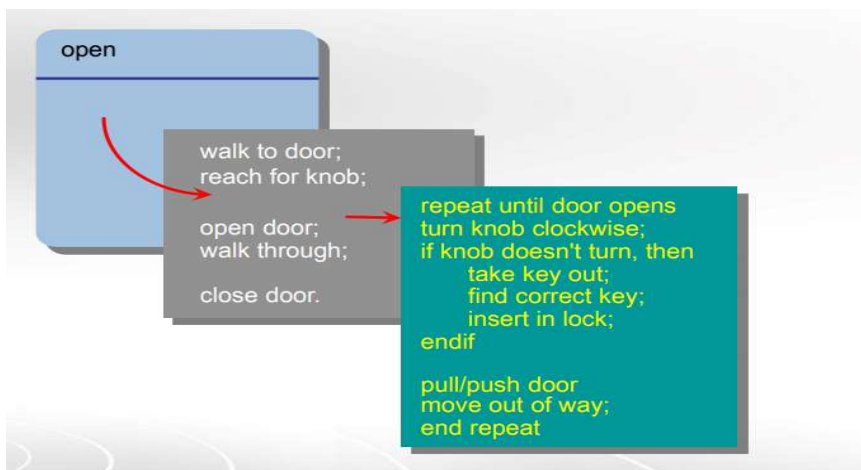 open
walk to door;
reach for knob;
open door;
walk through;
close door.
repeat until door opens
turn knob clockwise;
if knob doesn't turn, then
take key out;
find correct key;
insert in lock;
endif
pull/push door
move out of way;
end repeat